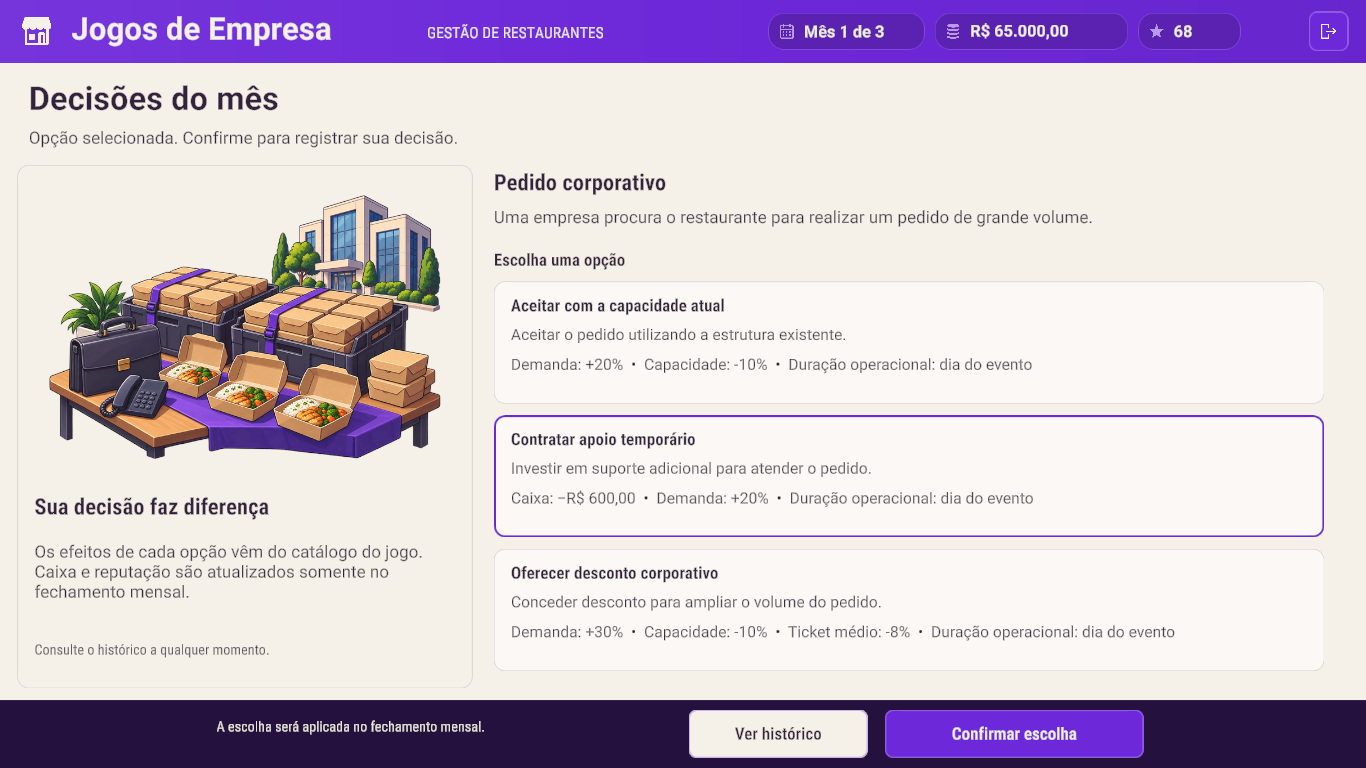 Jogos de Empresa
GESTÃO DE RESTAURANTES
Mês 1 de 3
R$ 65.000,00
68
Decisões do mês
Opção selecionada. Confirme para registrar sua decisão.
Sua decisão faz diferença
Os efeitos de cada opção vêm do catálogo do jogo.
Caixa e reputação são atualizados somente no
fechamento mensal.
Consulte o histórico a qualquer momento.
Pedido corporativo
Uma empresa procura o restaurante para realizar um pedido de grande volume.
Escolha uma opção
Aceitar com a capacidade atual
Aceitar o pedido utilizando a estrutura existente.
Demanda: +20% • Capacidade: -10% • Duração operacional: dia do evento
Contratar apoio temporário
Investir em suporte adicional para atender o pedido.
Caixa: −R$ 600,00 • Demanda: +20% • Duração operacional: dia do evento
Oferecer desconto corporativo
Conceder desconto para ampliar o volume do pedido.
Demanda: +30% • Capacidade: -10% • Ticket médio: -8% • Duração operacional: dia do evento
A escolha será aplicada no fechamento mensal.
Ver histórico
Confirmar escolha